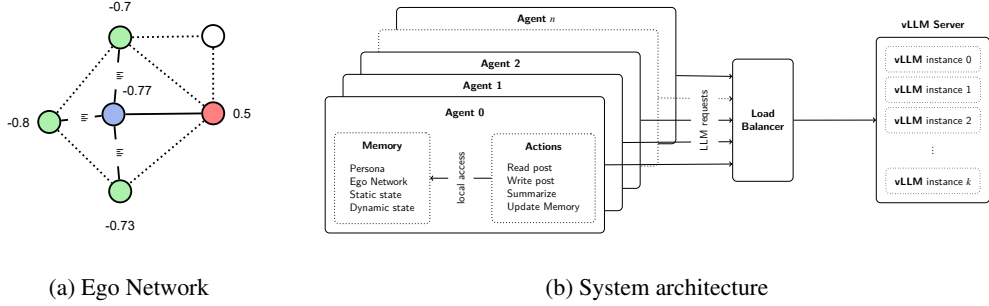 -0.7
-0.77
-0.8
0.5
-0.73
(a) Ego Network
Agent n
Agent 2
Agent 1
Agent 0
Memory
Persona
Ego Network
Static state
Dynamic state
local access
Actions
Read post
Write post
Summarize
Update Memory
LLM requests
Load
Balancer
vLLM Server
vLLM instance 0
vLLM instance 1
vLLM instance 2
⋮
vLLM instance k
(b) System architecture